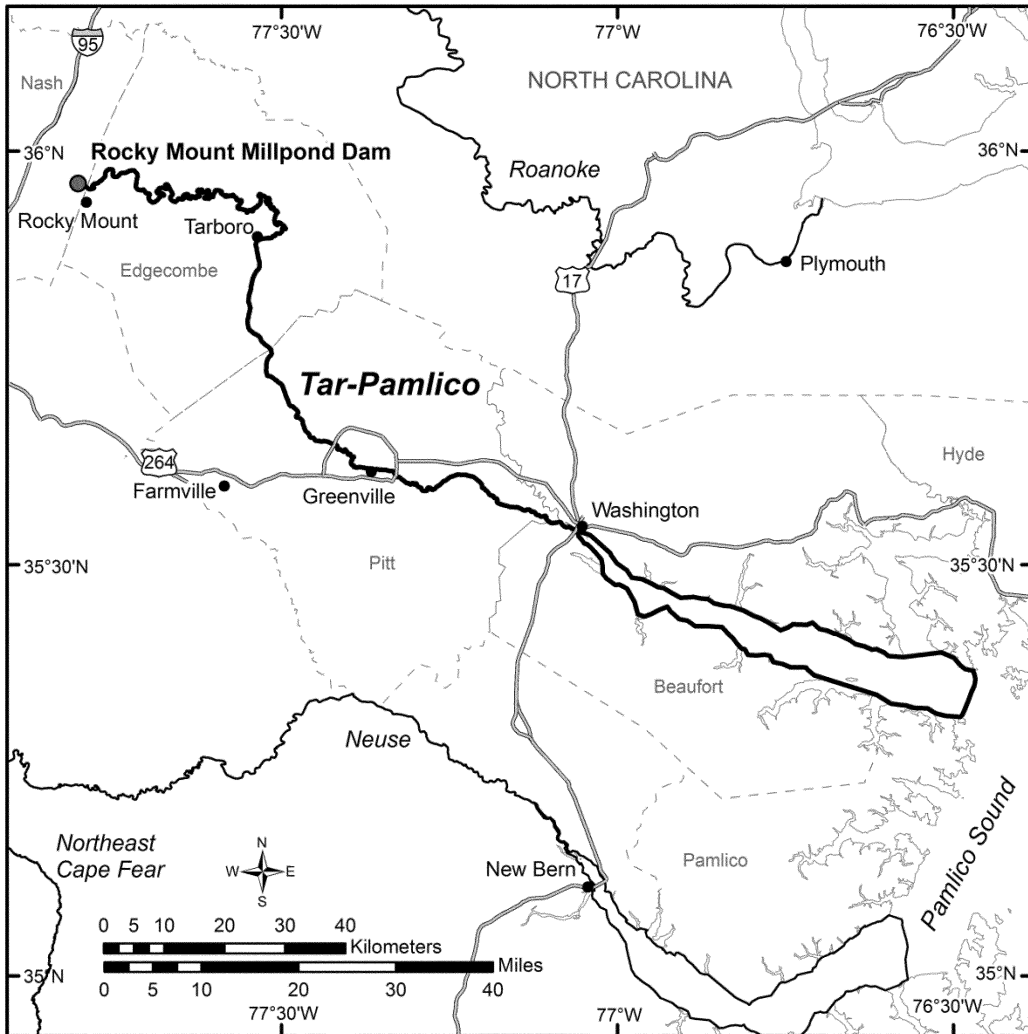 77°30'W
77°W
76°30'W
95
Nash
NORTH CAROLINA
36°N
Rocky Mount Millpond Dam
36°N
Roanoke
Rocky Mount
Tarboro
Edgecombe
Plymouth
17
Tar-Pamlico
264
Hyde
Farmville
Greenville
Washington
35°30'N
Pitt
35°30'N
Beaufort
Neuse
Pamlico Sound
Northeast
Cape Fear
N
W E
S
New Bern
Pamlico
0 5 10 20 30 40
Kilometers
Miles
0 5 10 20 30 40
35°N
35°N
77°30'W
77°W
76°30'W